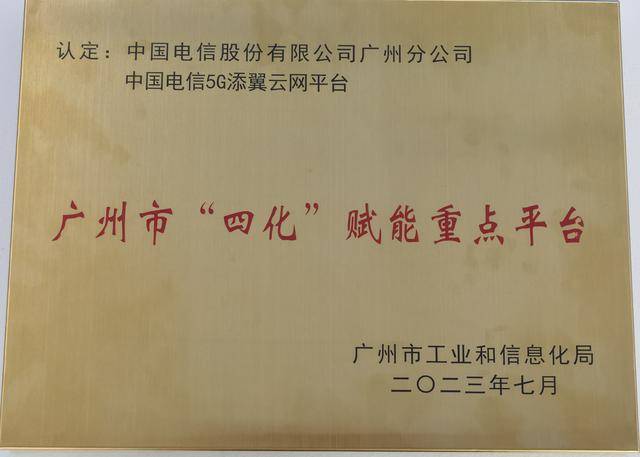 认定：中国电信股份有限公司广州分公司
中国电信5G添翼云网平台
广州市“四化”赋能重点平台
广州市工业和信息化局
二〇二三年七月